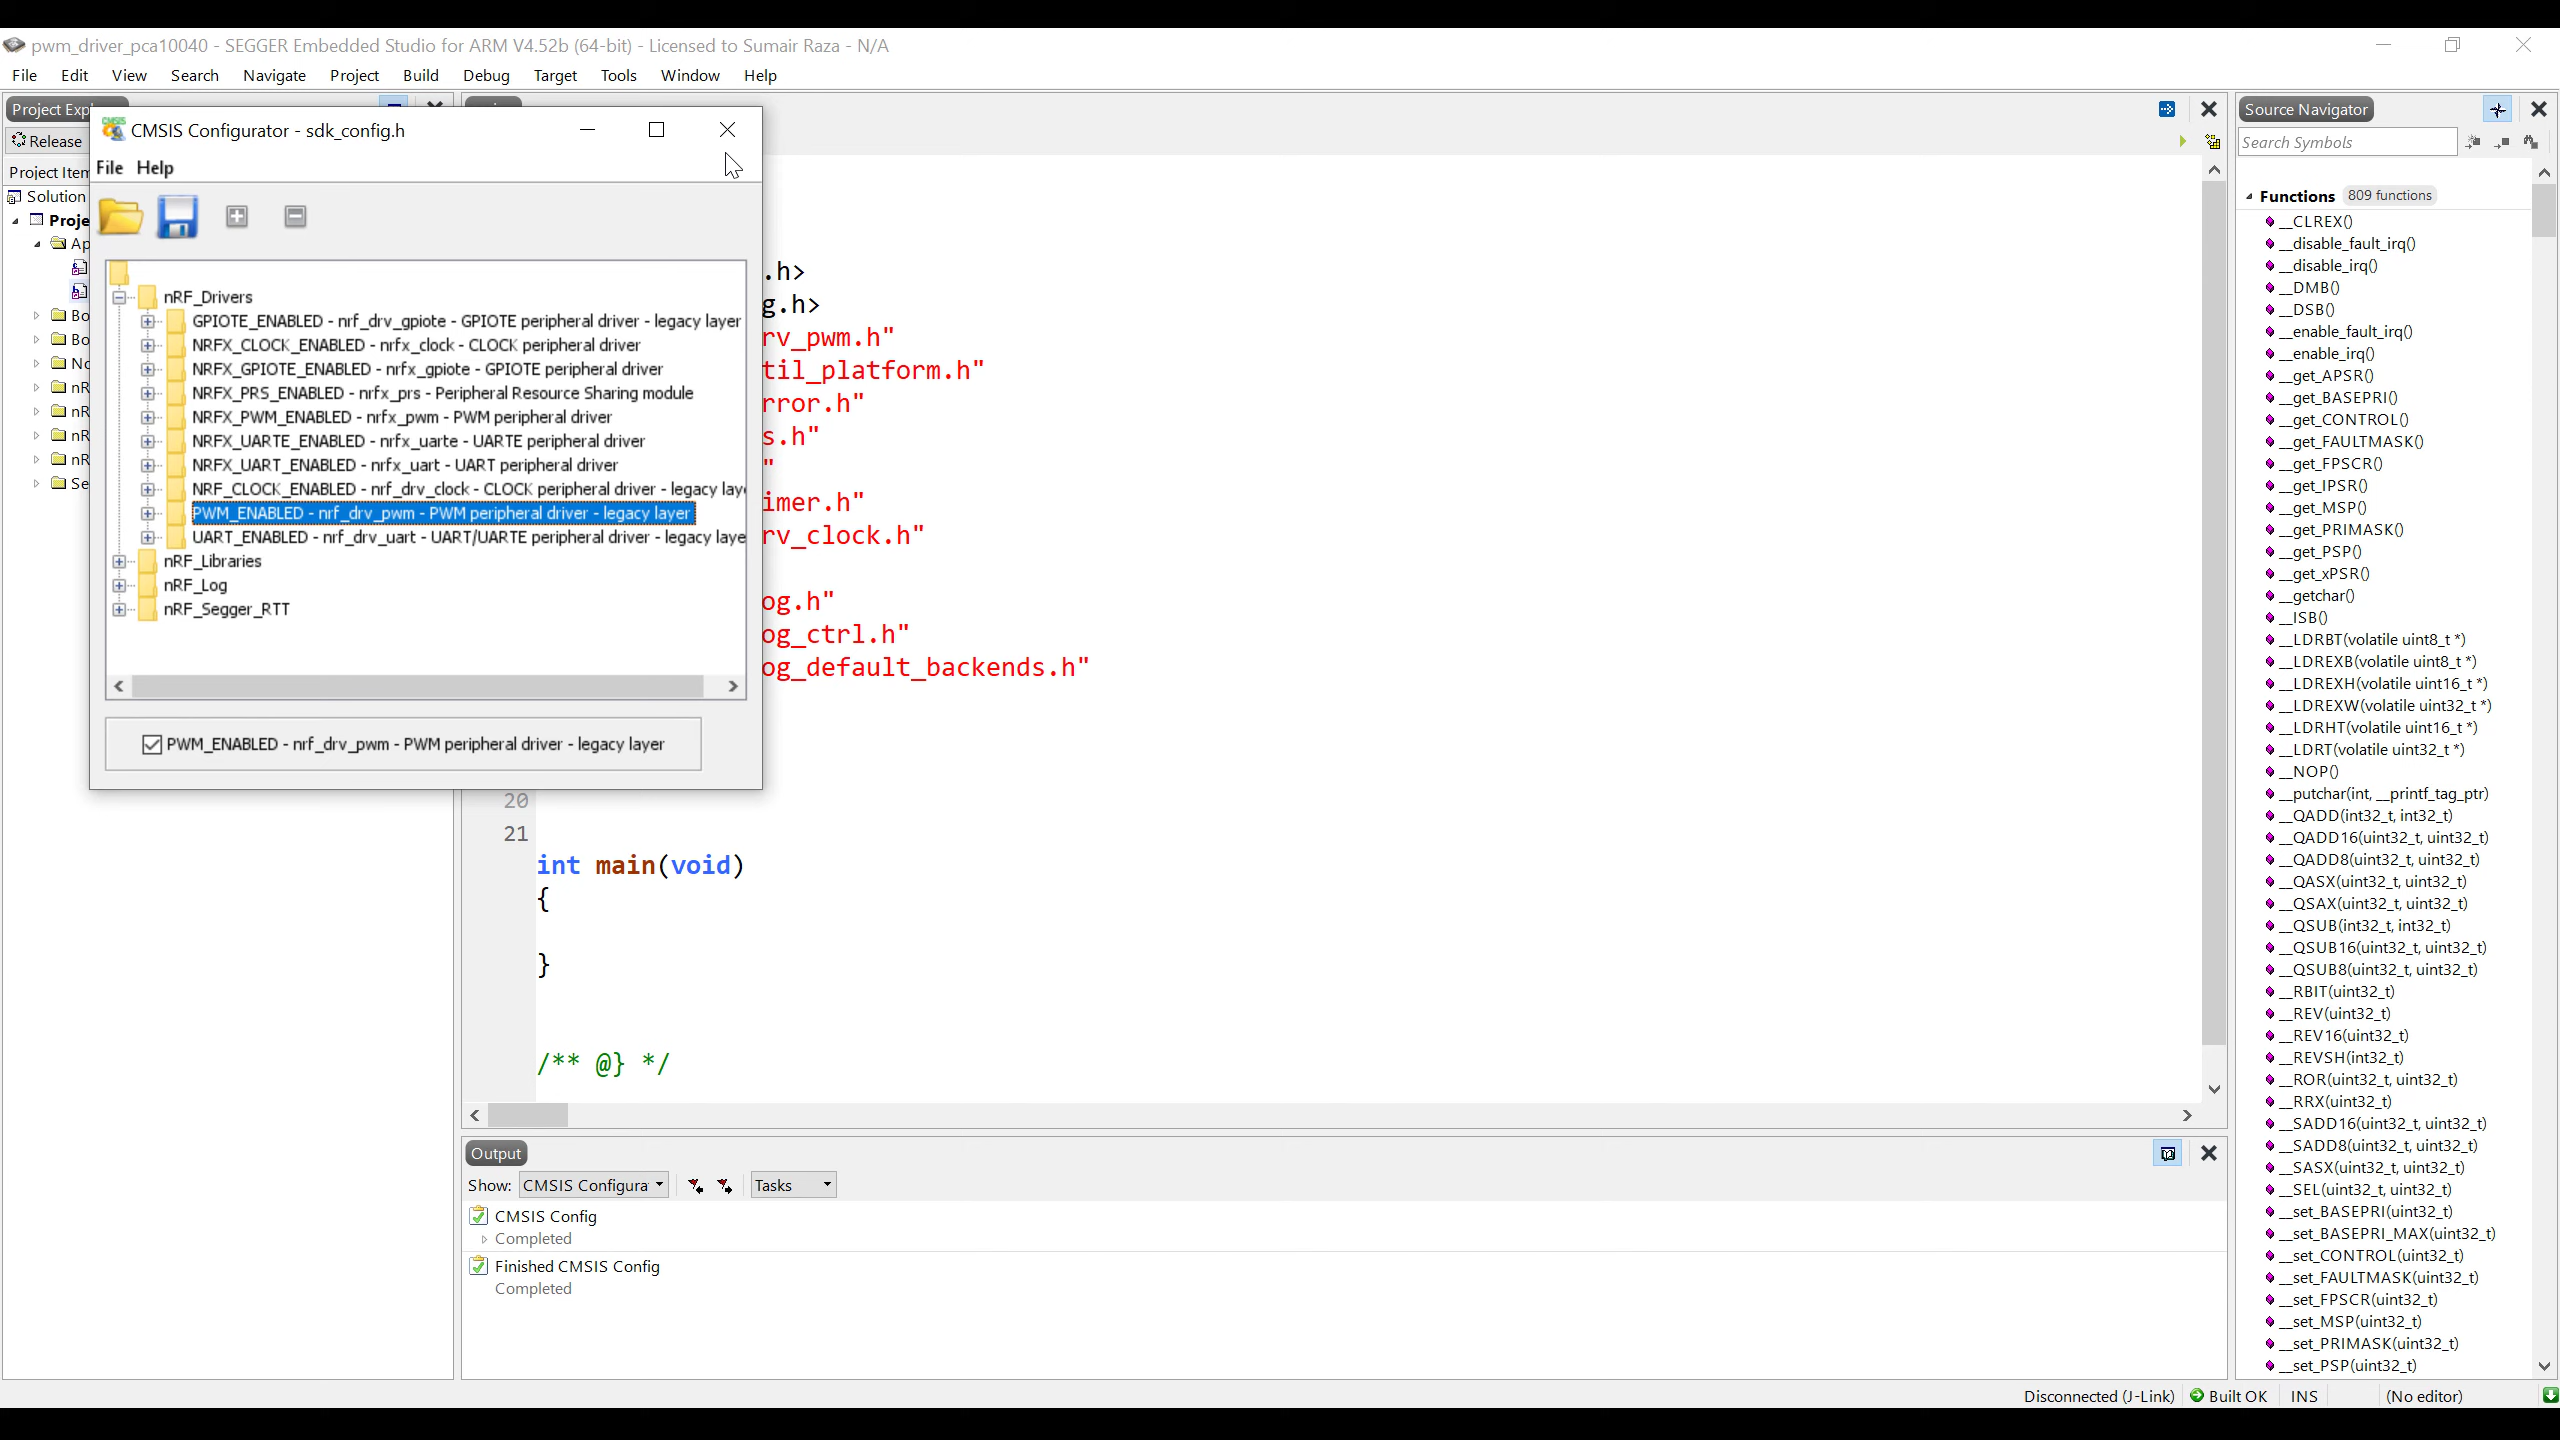 pwm_driver_pca10040 - SEGGER Embedded Studio for ARM V4.52b (64-bit) - Licensed to Sumair Raza - N/A
File Edit View Search Navigate Project Build Debug Target Tools Window Help
Project Exp
Release
Project Item
Solution
Proje
Ap
Bo
Bo
No
nR
nR
nR
nR
Se
CMSIS Configurator - sdk_config.h
File Help
nRF_Drivers
GPIOTE_ENABLED - nrf_drv_gpiote - GPIOTE peripheral driver - legacy layer
NRFX_CLOCK_ENABLED - nrfx_clock - CLOCK peripheral driver
NRFX_GPIOTE_ENABLED - nrfx_gpiote - GPIOTE peripheral driver
NRFX_PRS_ENABLED - nrfx_prs - Peripheral Resource Sharing module
NRFX_PWM_ENABLED - nrfx_pwm - PWM peripheral driver
NRFX_UARTE_ENABLED - nrfx_uarte - UARTE peripheral driver
NRFX_UART_ENABLED - nrfx_uart - UART peripheral driver
NRF_CLOCK_ENABLED - nrf_drv_clock - CLOCK peripheral driver - legacy lay
PWM_ENABLED - nrf_drv_pwm - PWM peripheral driver - legacy layer
UART_ENABLED - nrf_drv_uart - UART/UARTE peripheral driver - legacy laye
nRF_Libraries
nRF_Log
nRF_Segger_RTT
PWM_ENABLED - nrf_drv_pwm - PWM peripheral driver - legacy layer
.h>
g.h>
rv_pwm.h"
til_platform.h"
rror.h"
s.h"
"
imer.h"
rv_clock.h"
og.h"
og_ctrl.h"
og_default_backends.h"
20
21
int main(void)
{
}
/** @} */
Output
Show: CMSIS Configura Tasks
CMSIS Config
Completed
Finished CMSIS Config
Completed
Source Navigator
Search Symbols
Functions 809 functions
__CLREX()
__disable_fault_irq()
__disable_irq()
__DMB()
__DSB()
__enable_fault_irq()
__enable_irq()
__get_APSR()
__get_BASEPRI()
__get_CONTROL()
__get_FAULTMASK()
__get_FPSCR()
__get_IPSR()
__get_MSP()
__get_PRIMASK()
__get_PSP()
__get_xPSR()
__getchar()
__ISB()
__LDRBT(volatile uint8_t *)
__LDREXB(volatile uint8_t *)
__LDREXH(volatile uint16_t *)
__LDREXW(volatile uint32_t *)
__LDRHT(volatile uint16_t *)
__LDRT(volatile uint32_t *)
__NOP()
__putchar(int, __printf_tag_ptr)
__QADD(int32_t, int32_t)
__QADD16(uint32_t, uint32_t)
__QADD8(uint32_t, uint32_t)
__QASX(uint32_t, uint32_t)
__QSAX(uint32_t, uint32_t)
__QSUB(int32_t, int32_t)
__QSUB16(uint32_t, uint32_t)
__QSUB8(uint32_t, uint32_t)
__RBIT(uint32_t)
__REV(uint32_t)
__REV16(uint32_t)
__REVSH(int32_t)
__ROR(uint32_t, uint32_t)
__RRX(uint32_t)
__SADD16(uint32_t, uint32_t)
__SADD8(uint32_t, uint32_t)
__SASX(uint32_t, uint32_t)
__SEL(uint32_t, uint32_t)
__set_BASEPRI(uint32_t)
__set_BASEPRI_MAX(uint32_t)
__set_CONTROL(uint32_t)
__set_FAULTMASK(uint32_t)
__set_FPSCR(uint32_t)
__set_MSP(uint32_t)
__set_PRIMASK(uint32_t)
__set_PSP(uint32_t)
Disconnected (J-Link) Built OK INS (No editor)